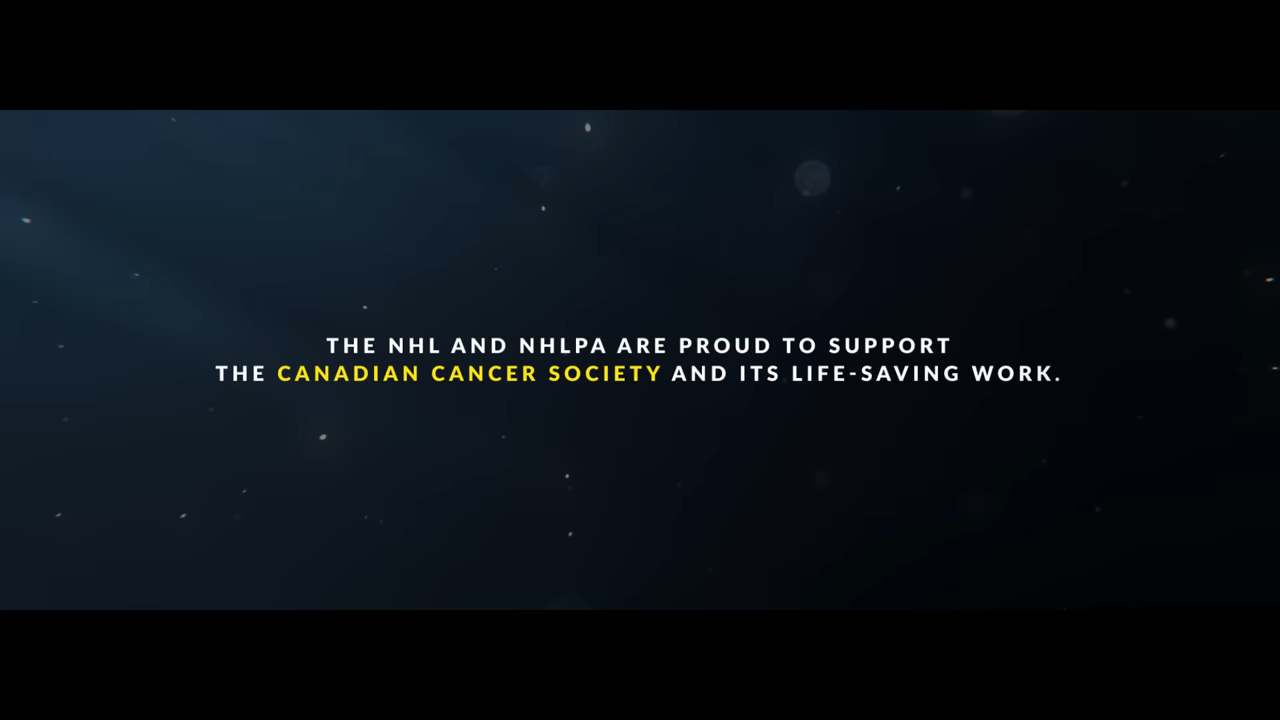 THE NHL AND NHLPA ARE PROUD TO SUPPORT
THE CANADIAN CANCER SOCIETY AND ITS LIFE-SAVING WORK.